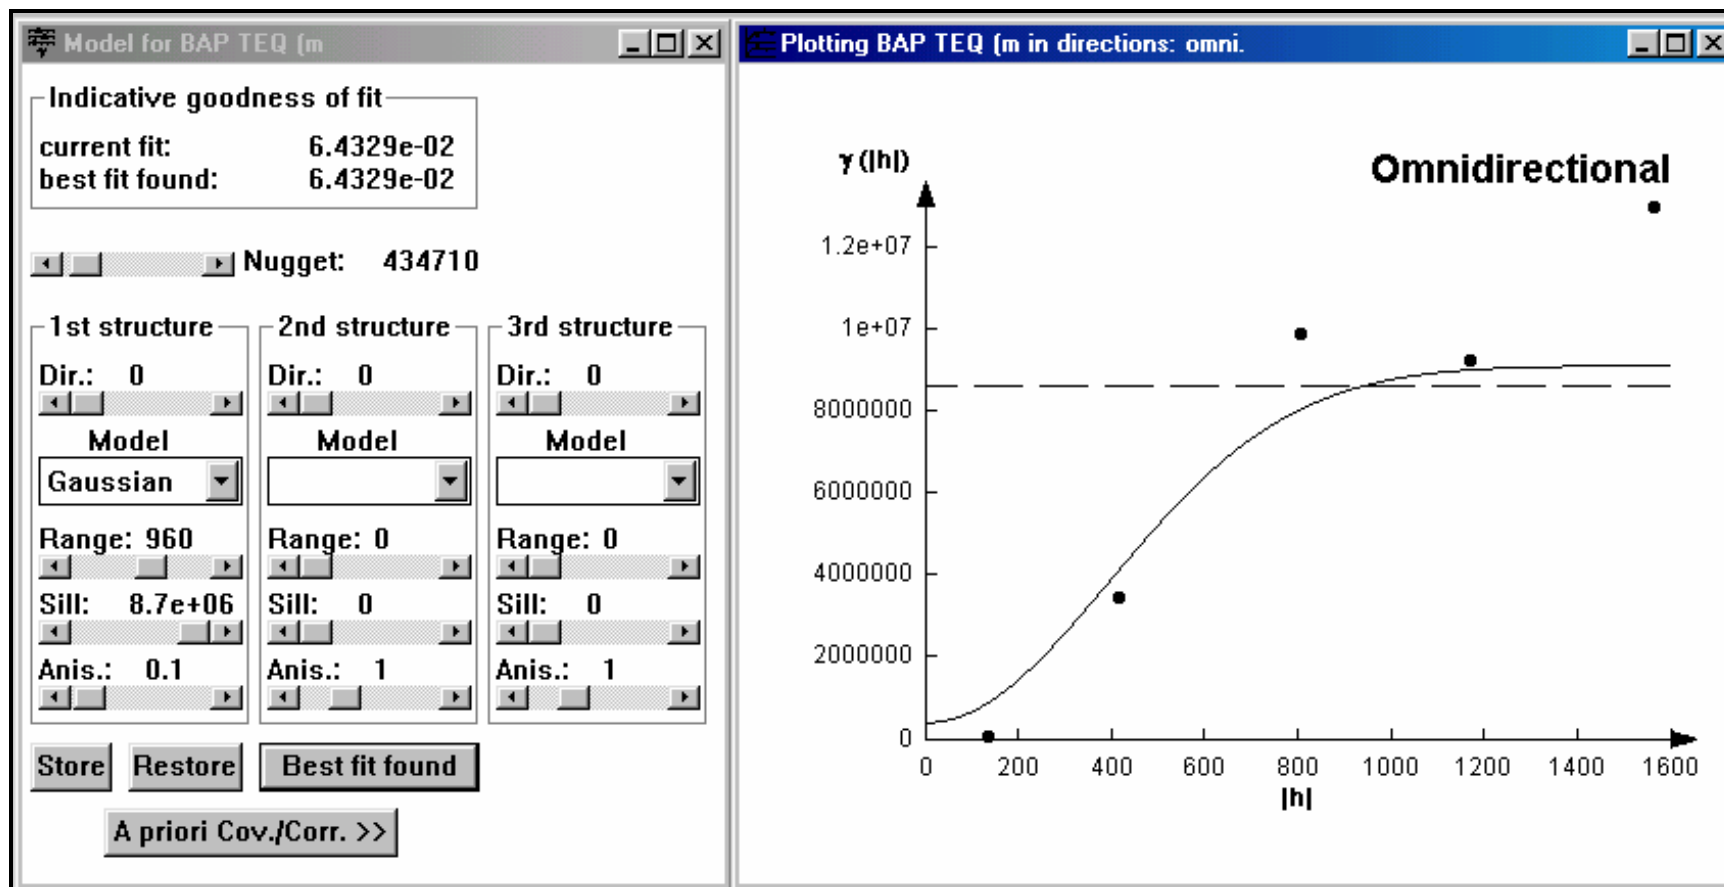 Model for BAP TEQ (m
Indicative goodness of fit
current fit: 6.4329e-02
best fit found: 6.4329e-02
Nugget: 434710
1st structure 2nd structure 3rd structure
Dir.: 0 Dir.: 0 Dir.: 0
Model Model Model
Gaussian
Range: 960 Range: 0 Range: 0
Sill: 8.7e+06 Sill: 0 Sill: 0
Anis.: 0.1 Anis.: 1 Anis.: 1
Store Restore Best fit found
A priori Cov./Corr. >>
Plotting BAP TEQ (m in directions: omni.
γ (|h|)
Omnidirectional
1.2e+07
1e+07
8000000
6000000
4000000
2000000
0
0 200 400 600 800 1000 1200 1400 1600
|h|